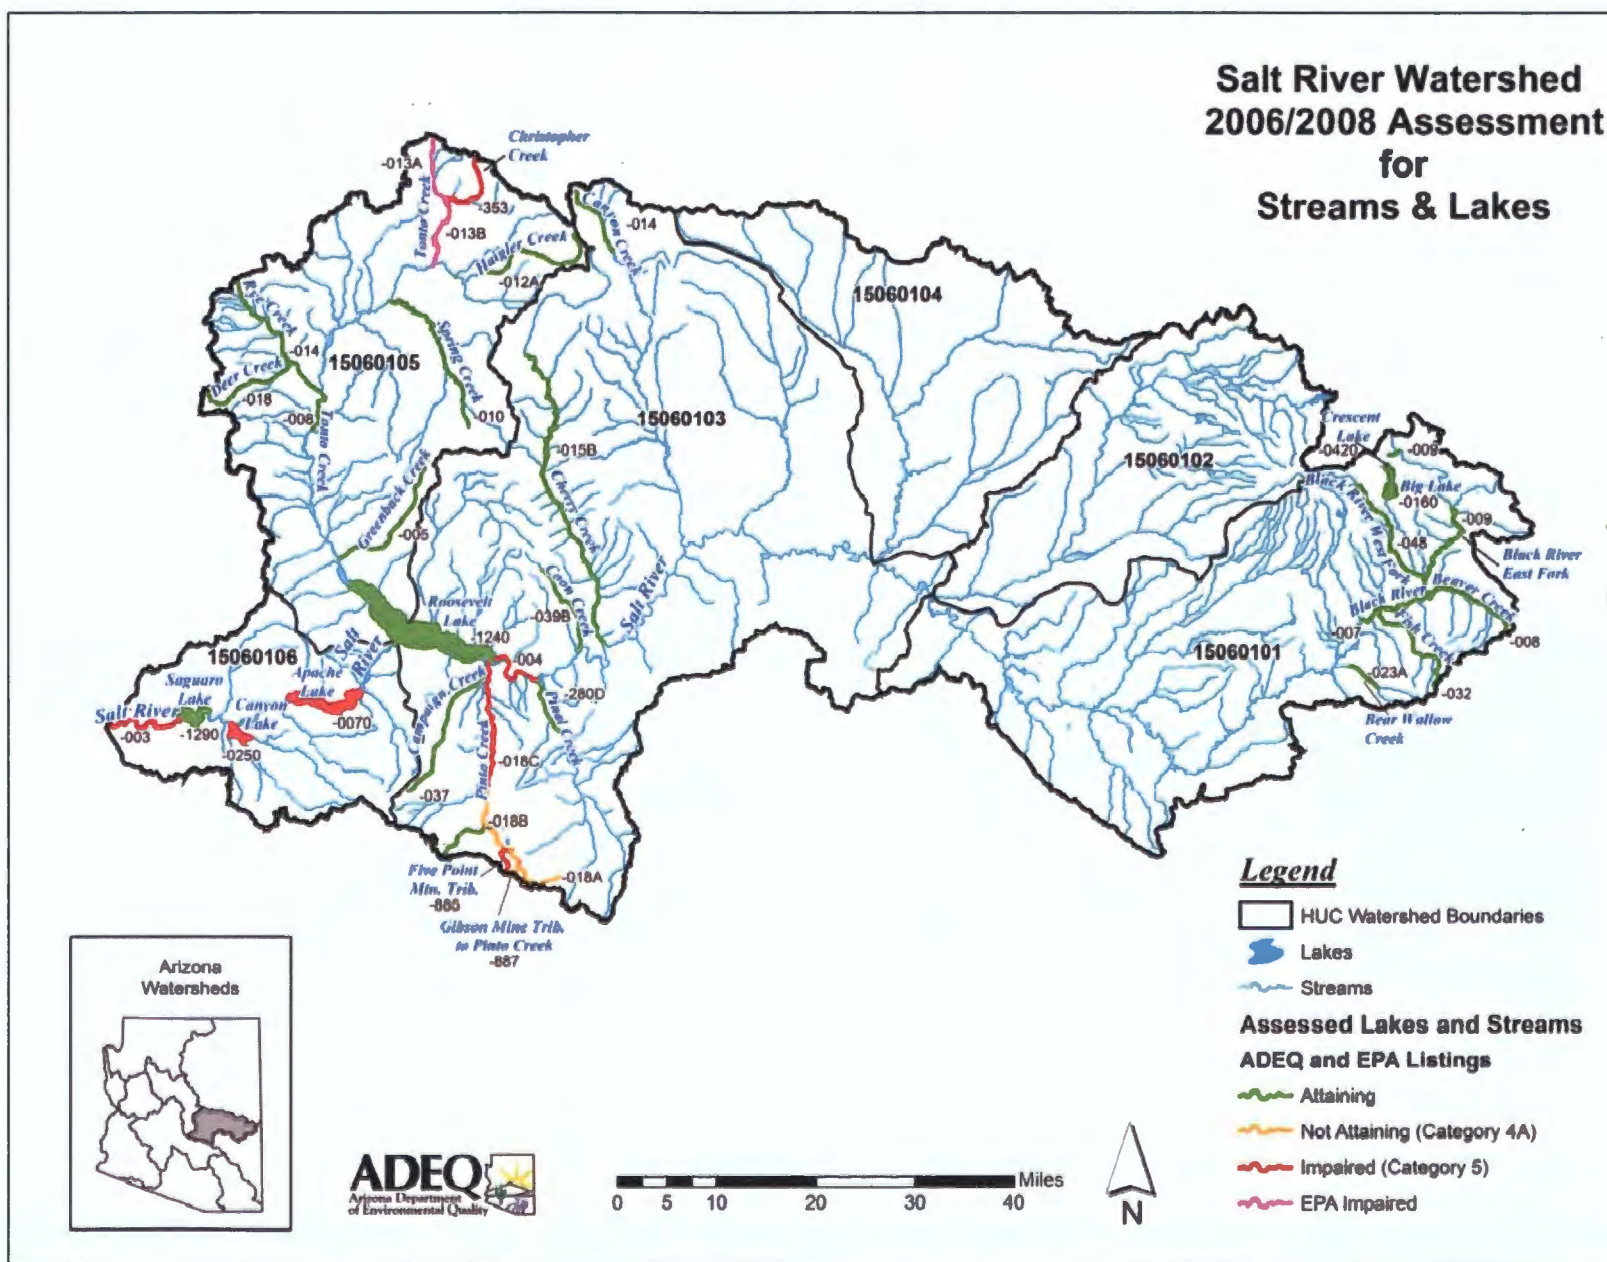 Salt River Watershed
2006/2008 Assessment
for
Streams & Lakes
Christopher
Creek
-013A
Tonto Creek
-353
-013B
Haigler Creek
-012A
Canyon Creek
-014
15060104
Rye Creek
-014
15060105
Deer Creek
-018
-008
Tonto Creek
Spring Creek
-010
15060103
-015B
Cherry Creek
Greenback Creek
-005
15060102
Crescent
Lake
-0420
-009
Big Lake
-0160
-009
Black River West Fork
-048
Black River
East Fork
Beaver Creek
Black River
-007
Fish Creek
-008
15060101
-023A
-032
Bear Wallow
Creek
Roosevelt
Lake
-1240
Coon Creek
-039B
Salt River
-004
-280D
Pinal Creek
Salt
River
15060106
Saguaro
Lake
Apache
Lake
Canyon
Lake
Salt River
-003
-1290
-0250
-0070
Campaign Creek
-037
Pinto Creek
-018C
-018B
-018A
Five Point
Mtn. Trib.
-885
Gibson Mine Trib.
to Pinto Creek
-887
Arizona
Watersheds
ADEQ
Arizona Department
of Environmental Quality
0 5 10 20 30 40 Miles
N
Legend
HUC Watershed Boundaries
Lakes
Streams
Assessed Lakes and Streams
ADEQ and EPA Listings
Attaining
Not Attaining (Category 4A)
Impaired (Category 5)
EPA Impaired